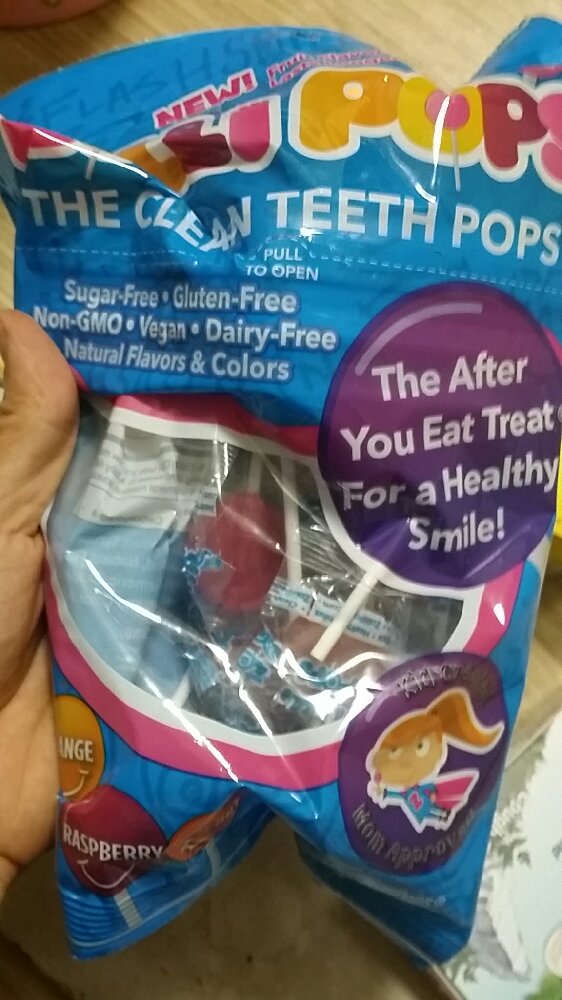 NEW!
POPS
THE CLEAN TEETH POPS
PULL
TO OPEN
Sugar-Free • Gluten-Free
Non-GMO • Vegan • Dairy-Free
Natural Flavors & Colors
The After
You Eat Treat
For a Healthy
Smile!
ANGE
RASPBERRY
Mom Approved